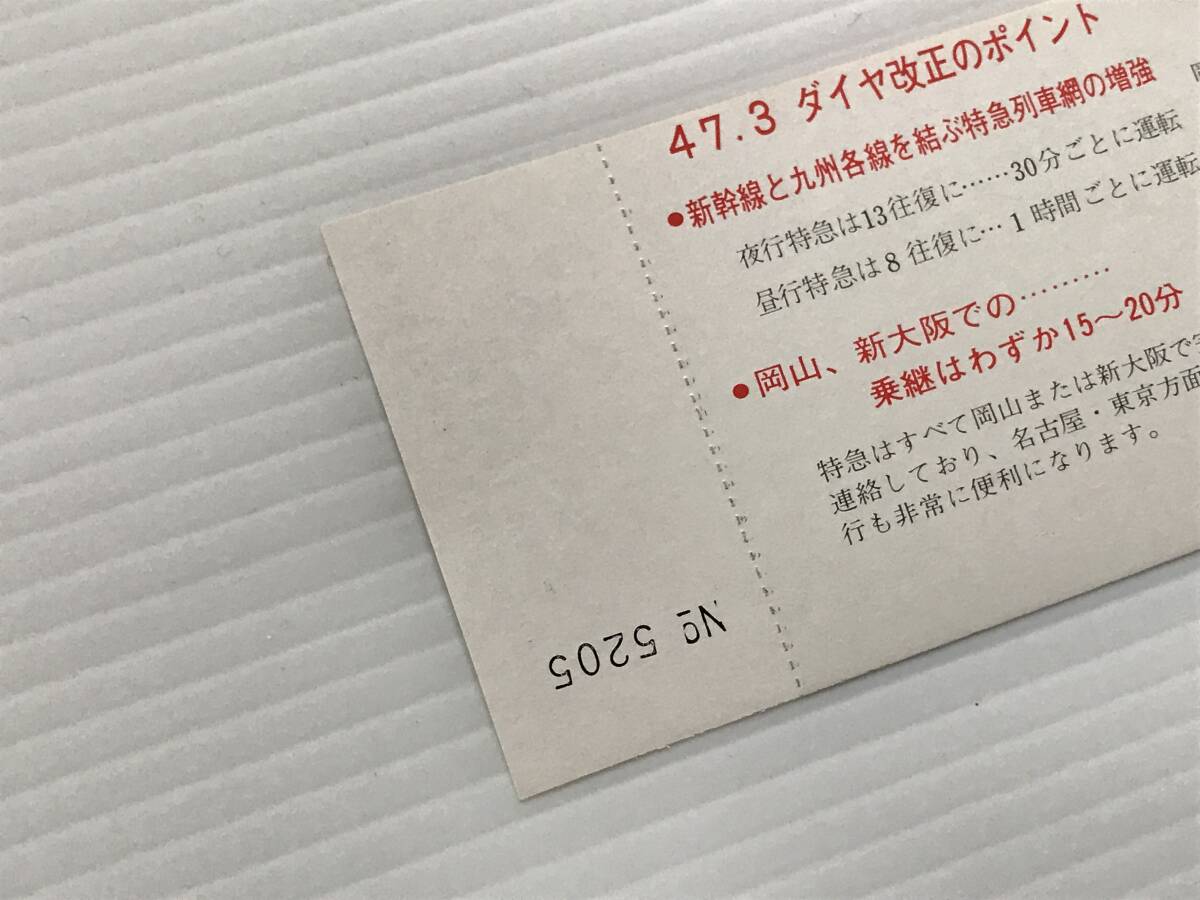 47.3 ダイヤ改正のポイント
●新幹線と九州各線を結ぶ特急列車網の増強
夜行特急は13往復に……30分ごとに運転
昼行特急は8往復に…1時間ごとに運転
●岡山、新大阪での………
乗継はわずか15～20分
特急はすべて岡山または新大阪で
連絡しており、名古屋・東京方面
行も非常に便利になります。
№ 5205